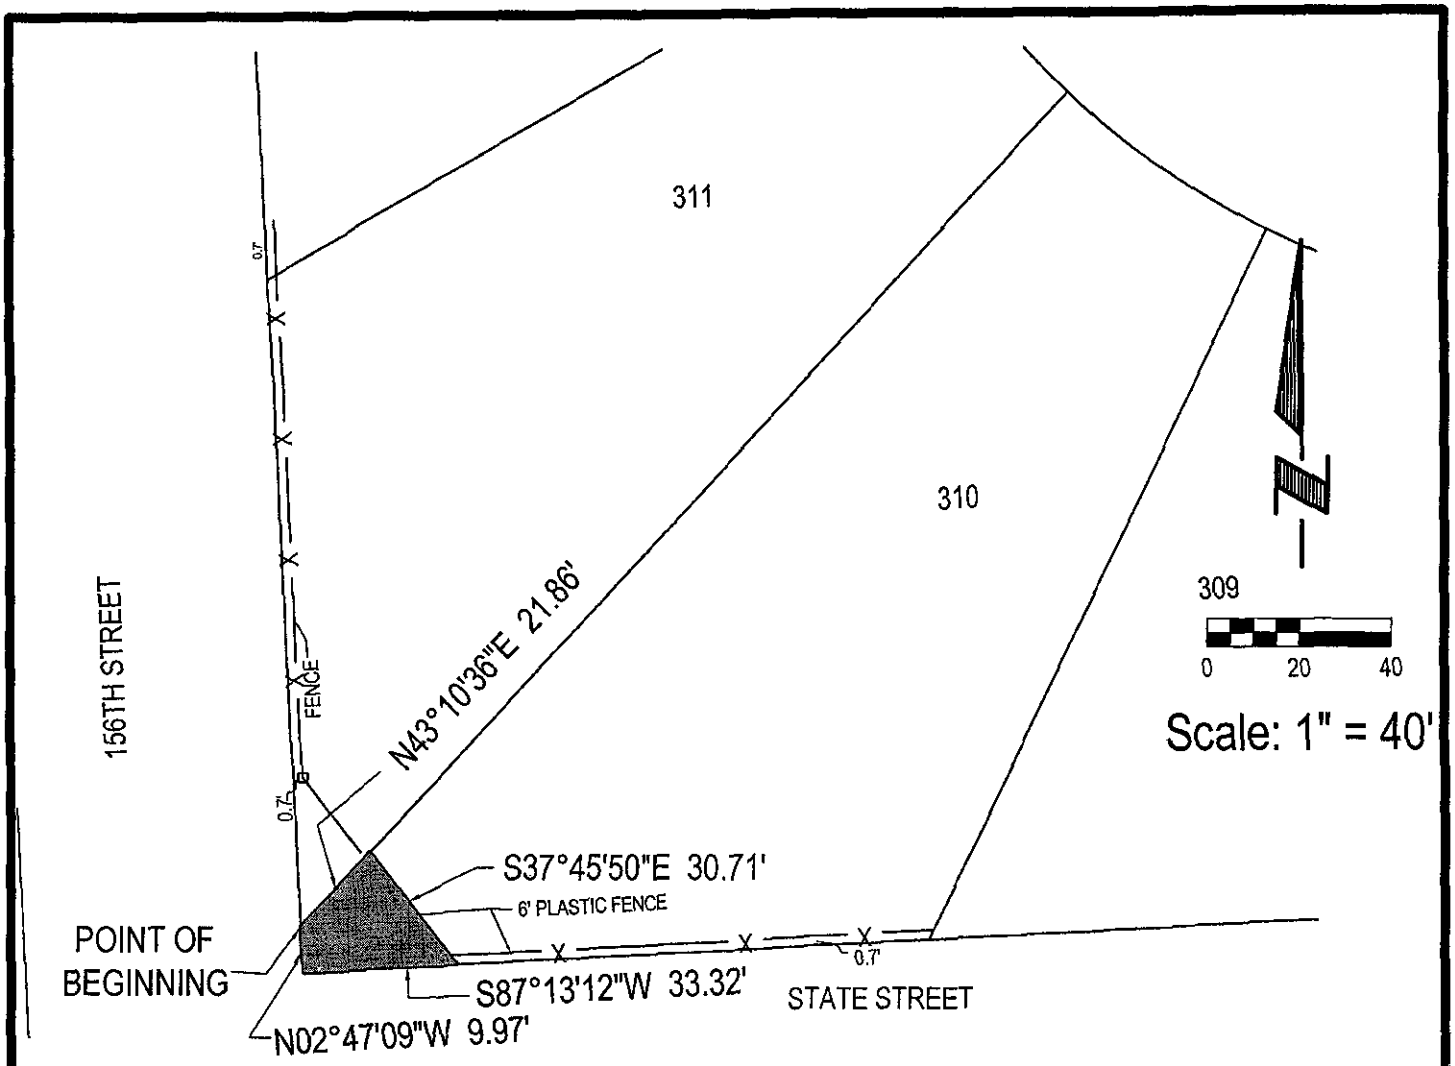 311
0.7'
310
309
0 20 40
Scale: 1" = 40'
156TH STREET
FENCE
N43°10'36"E 21.86'
0.7'
S37°45'50"E 30.71'
6' PLASTIC FENCE
POINT OF
BEGINNING
0.7'
S87°13'12"W 33.32'
STATE STREET
N02°47'09"W 9.97'